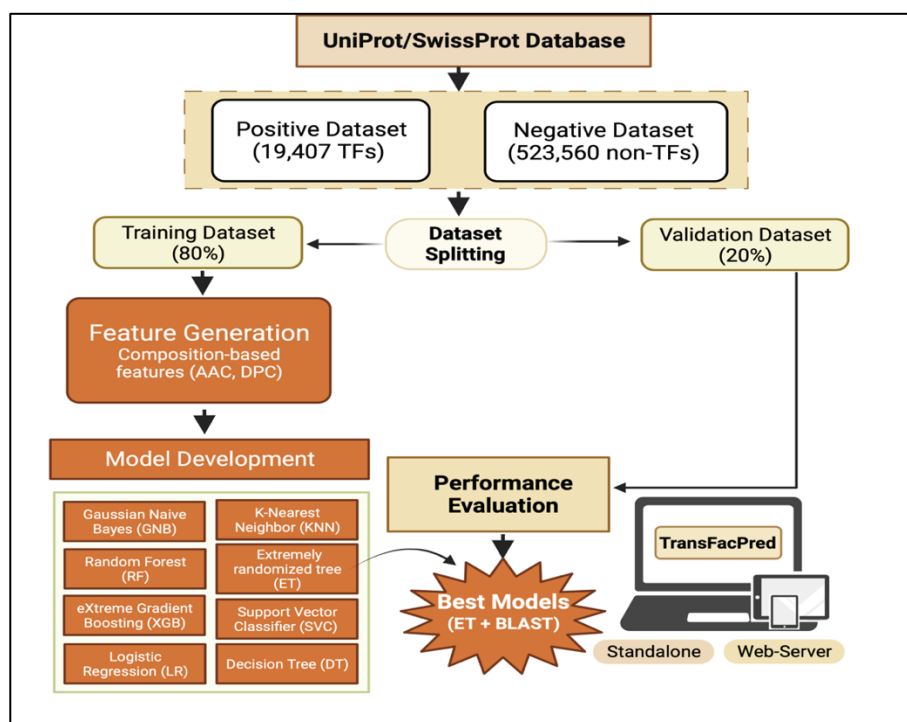 UniProt/SwissProt Database
Positive Dataset
(19,407 TFs)
Negative Dataset
(523,560 non-TFs)
Training Dataset
(80%)
Dataset
Splitting
Validation Dataset
(20%)
Feature Generation
Composition-based
features (AAC, DPC)
Model Development
Gaussian Naive
Bayes (GNB)
K-Nearest
Neighbor (KNN)
Random Forest
(RF)
Extremely
randomized tree
(ET)
eXtreme Gradient
Boosting (XGB)
Support Vector
Classifier (SVC)
Logistic
Regression (LR)
Decision Tree (DT)
Performance
Evaluation
Best Models
(ET + BLAST)
TransFacPred
Standalone
Web-Server